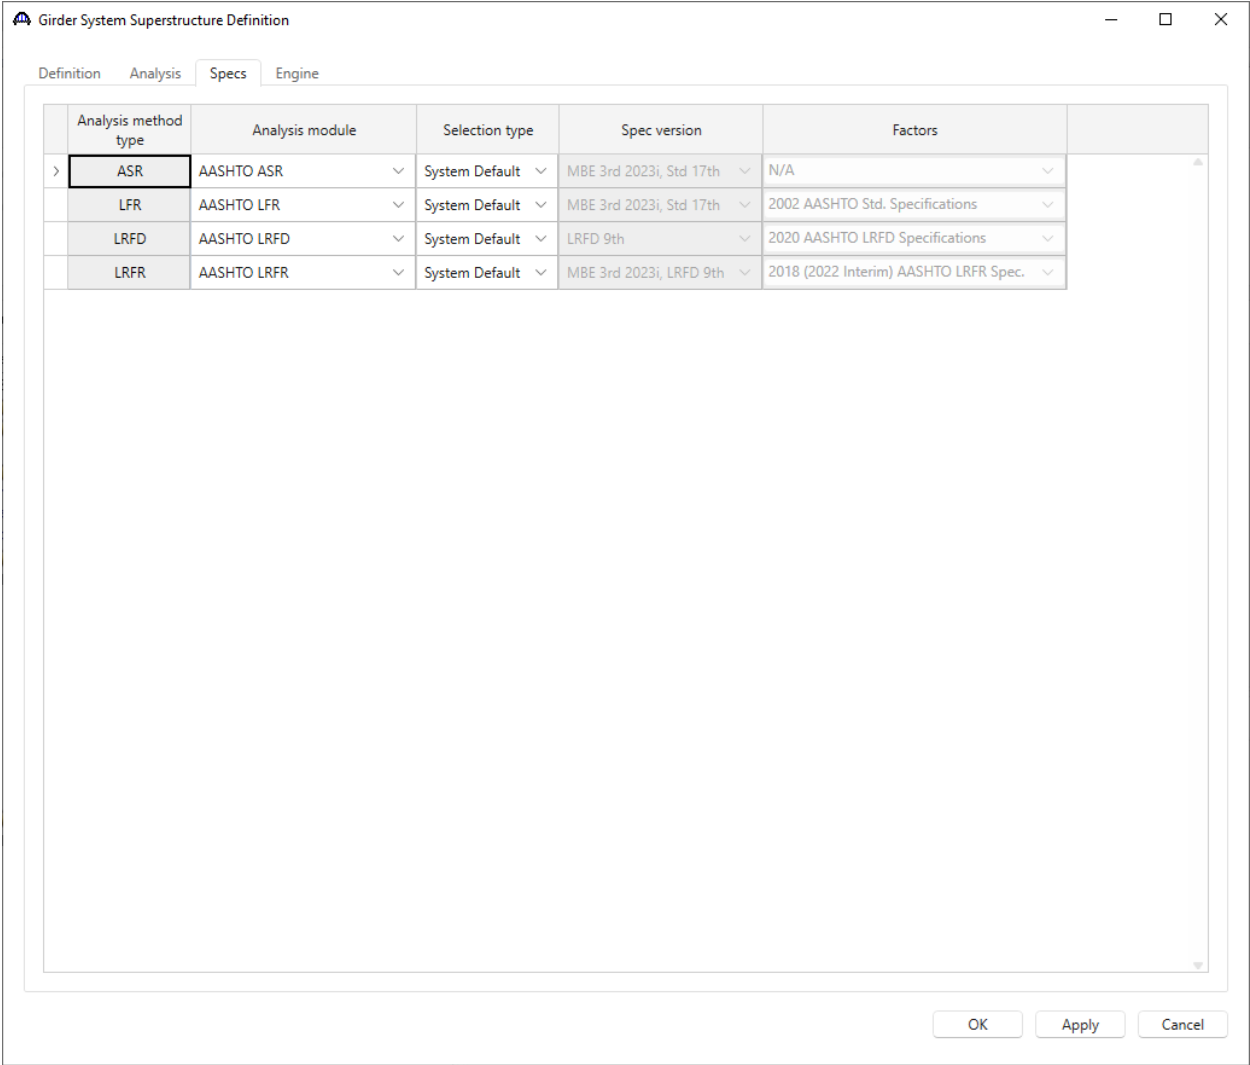 Girder System Superstructure Definition
Definition Analysis Specs Engine
Analysis method type Analysis module Selection type Spec version Factors
ASR AASHTO ASR System Default MBE 3rd 2023i, Std 17th N/A
LFR AASHTO LFR System Default MBE 3rd 2023i, Std 17th 2002 AASHTO Std. Specifications
LRFD AASHTO LRFD System Default LRFD 9th 2020 AASHTO LRFD Specifications
LRFR AASHTO LRFR System Default MBE 3rd 2023i, LRFD 9th 2018 (2022 Interim) AASHTO LRFR Spec.
OK Apply Cancel